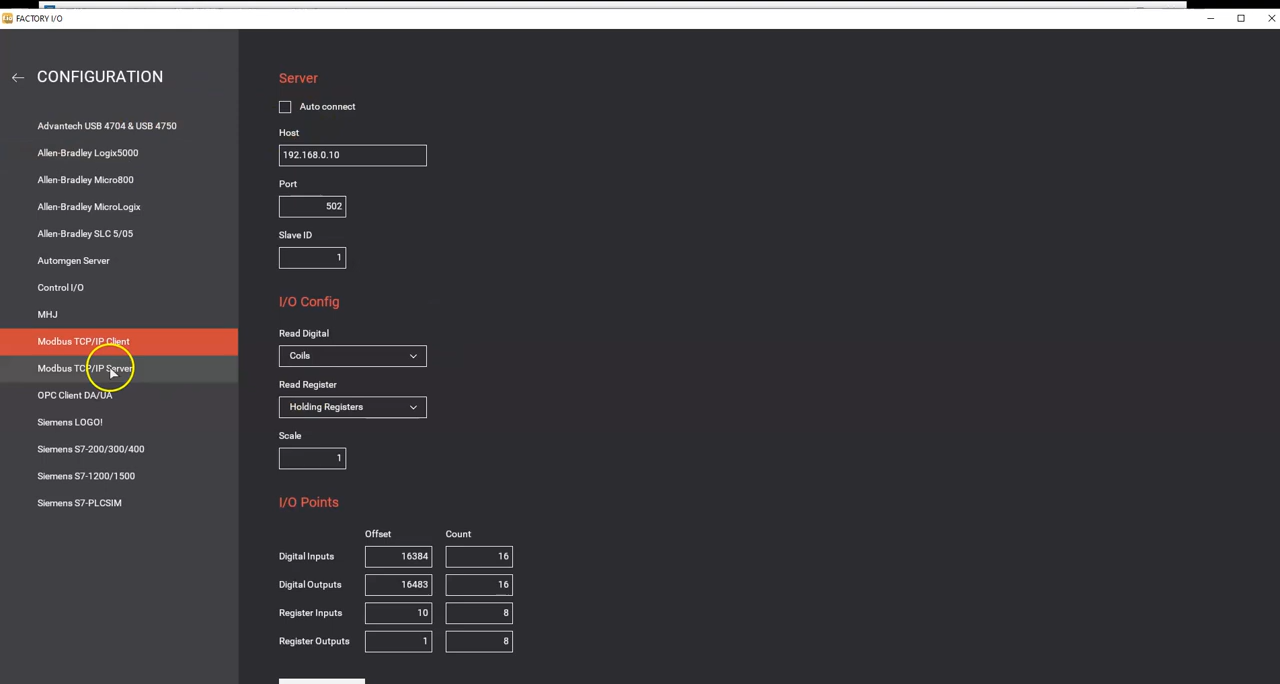 FACTORY I/O
CONFIGURATION
Advantech USB 4704 & USB 4750
Allen-Bradley Logix5000
Allen-Bradley Micro800
Allen-Bradley MicroLogix
Allen-Bradley SLC 5/05
Automgen Server
Control I/O
MHJ
Modbus TCP/IP Client
Modbus TCP/IP Server
OPC Client DA/UA
Siemens LOGO!
Siemens S7-200/300/400
Siemens S7-1200/1500
Siemens S7-PLCSIM
Server
Auto connect
Host
192.168.0.10
Port
502
Slave ID
1
I/O Config
Read Digital
Coils
Read Register
Holding Registers
Scale
1
I/O Points
Offset Count
Digital Inputs 16384 16
Digital Outputs 16483 16
Register Inputs 10 8
Register Outputs 1 8